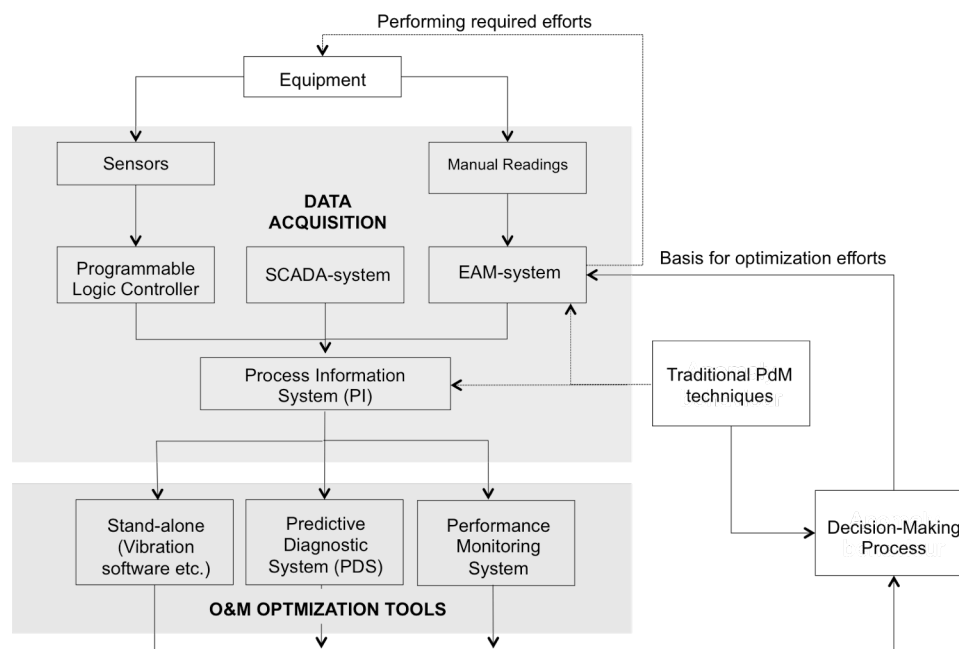 Performing required efforts
Equipment
Sensors
Manual Readings
DATA
ACQUISITION
Programmable
Logic Controller
SCADA-system
EAM-system
Basis for optimization efforts
Process Information
System (PI)
Traditional PdM
techniques
Stand-alone
(Vibration
software etc.)
Predictive
Diagnostic
System (PDS)
Performance
Monitoring
System
Decision-Making
Process
O&M OPTMIZATION TOOLS